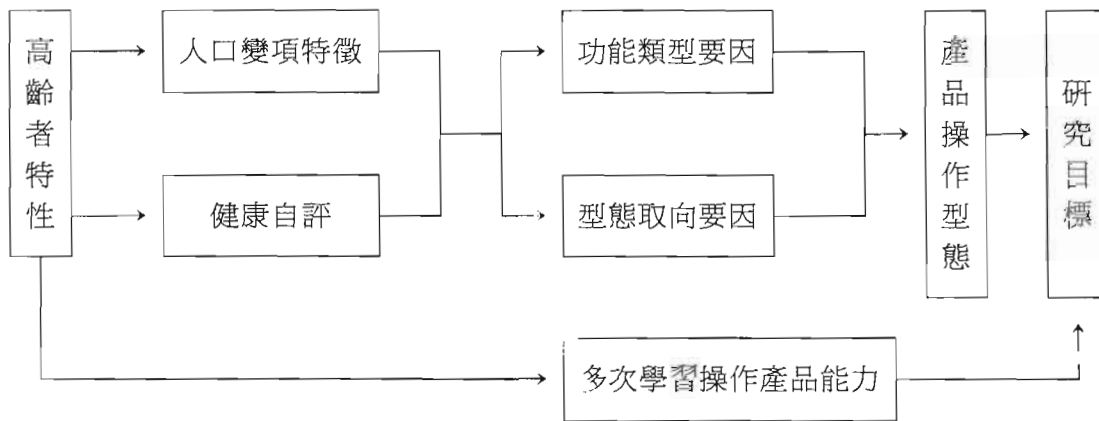 高齡者特性
人口變項特徵
健康自評
功能類型要因
型態取向要因
產品操作型態
研究目標
多次學習操作產品能力